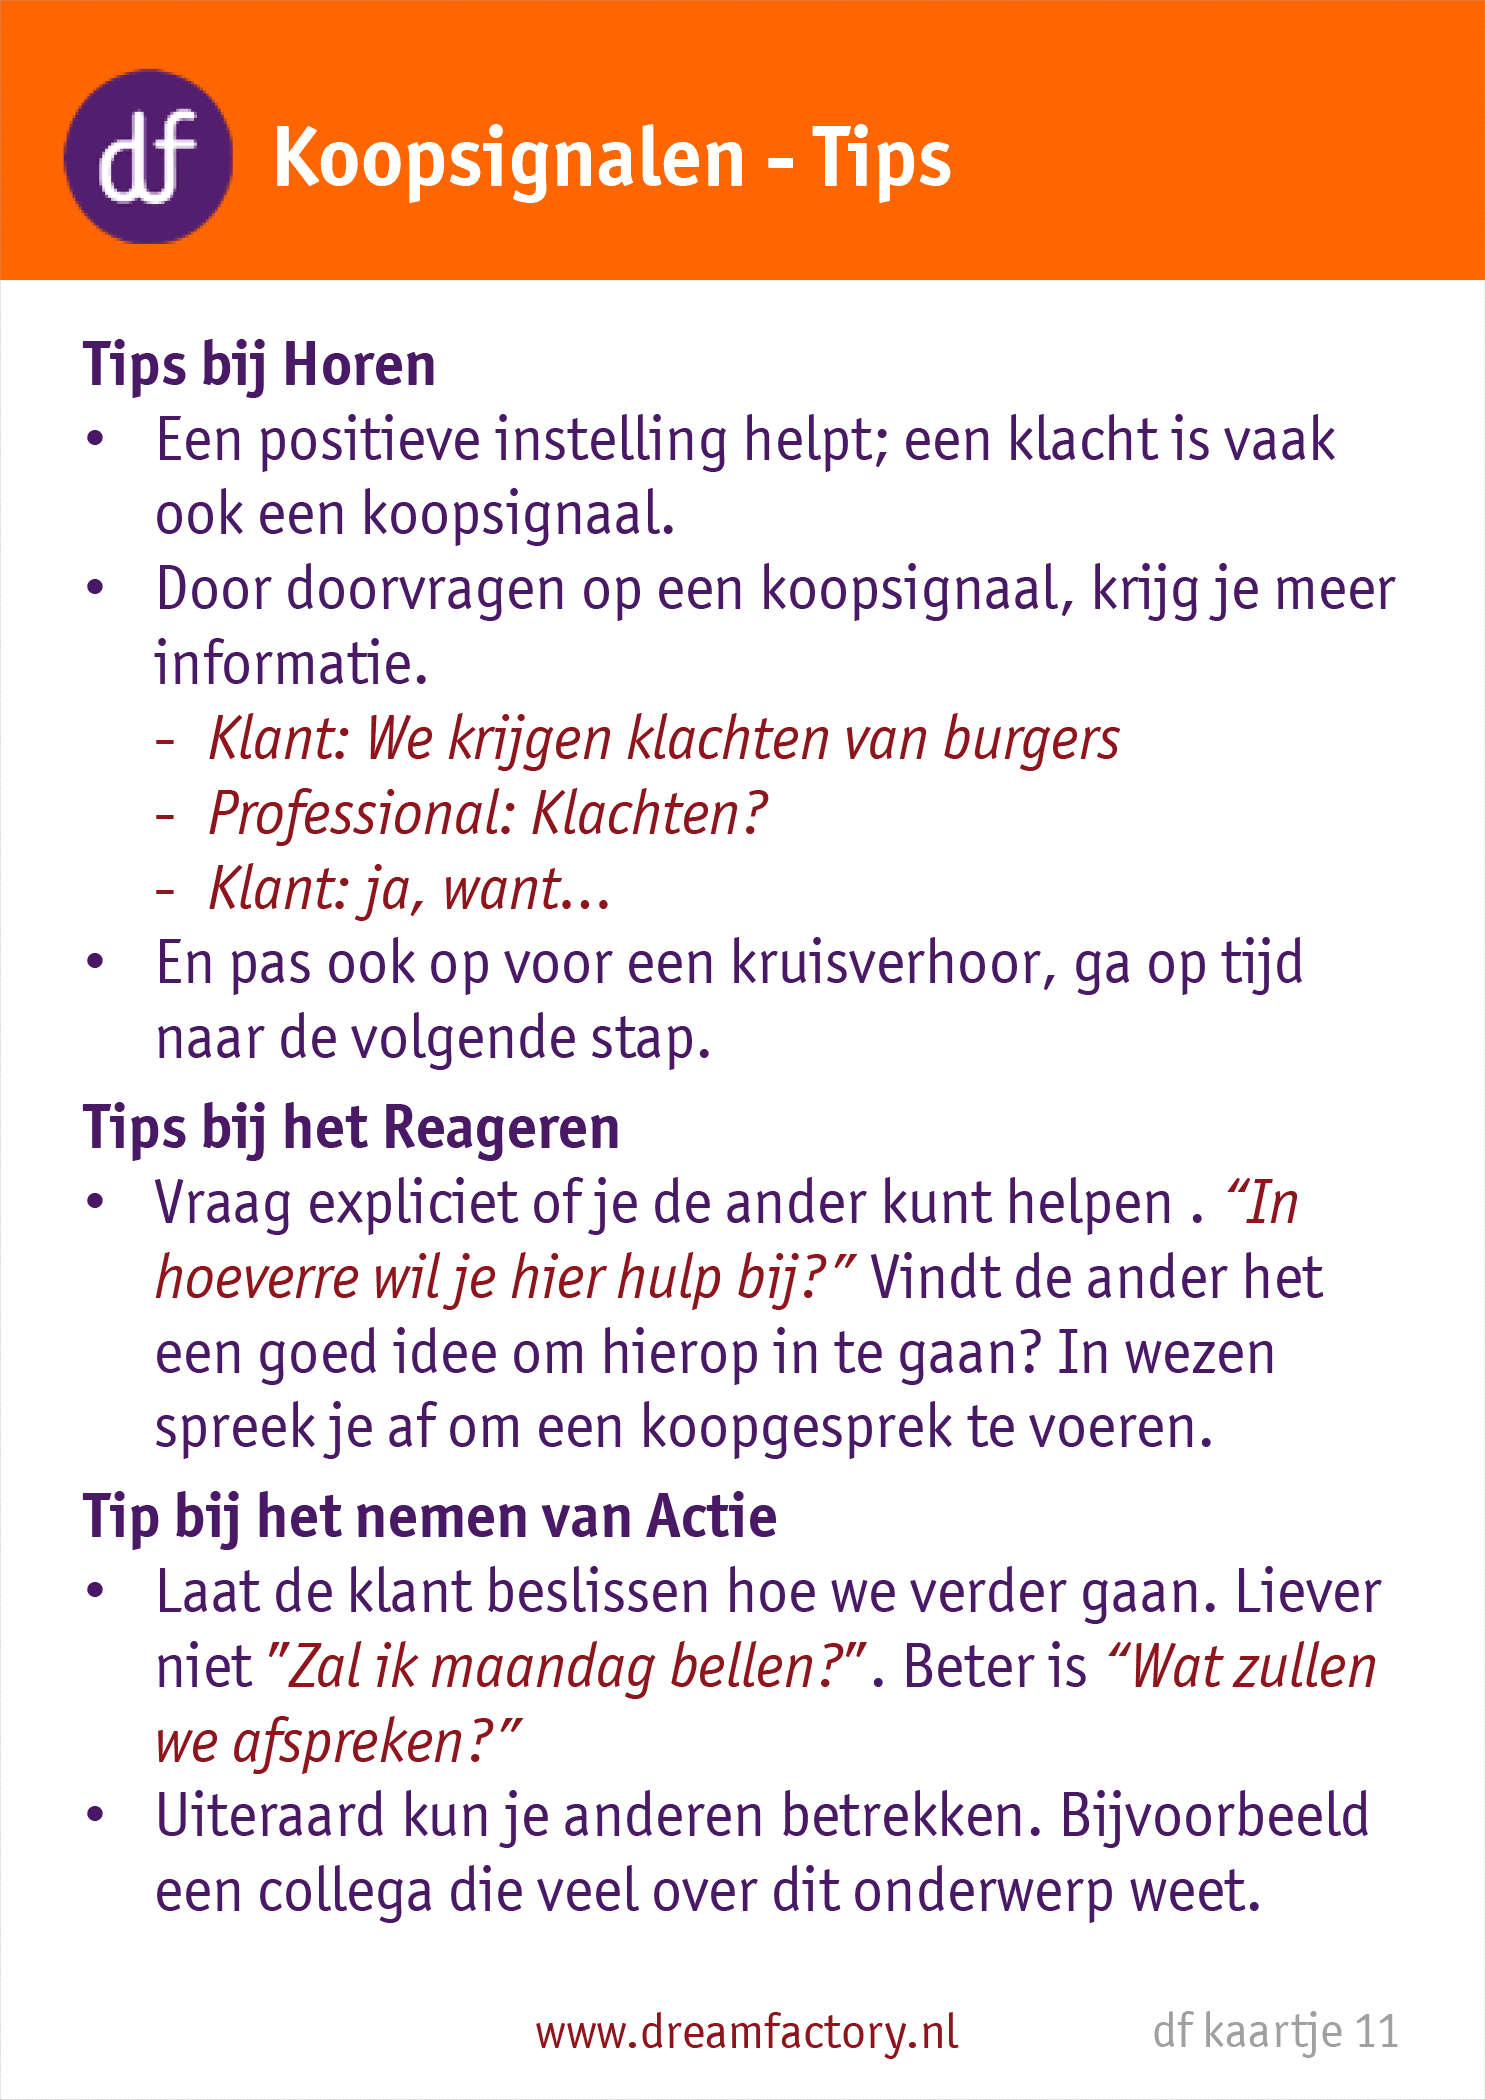 df
Koopsignalen - Tips
Tips bij Horen
• Een positieve instelling helpt; een klacht is vaak
ook een koopsignaal.
• Door doorvragen op een koopsignaal, krijg je meer
informatie.
- Klant: We krijgen klachten van burgers
- Professional: Klachten?
- Klant: ja, want...
• En pas ook op voor een kruisverhoor, ga op tijd
naar de volgende stap.
Tips bij het Reageren
• Vraag expliciet of je de ander kunt helpen . “In
hoeverre wil je hier hulp bij?” Vindt de ander het
een goed idee om hierop in te gaan? In wezen
spreek je af om een koopgesprek te voeren.
Tip bij het nemen van Actie
• Laat de klant beslissen hoe we verder gaan. Liever
niet ”Zal ik maandag bellen?”. Beter is “Wat zullen
we afspreken?”
• Uiteraard kun je anderen betrekken. Bijvoorbeeld
een collega die veel over dit onderwerp weet.
www.dreamfactory.nl
df kaartje 11